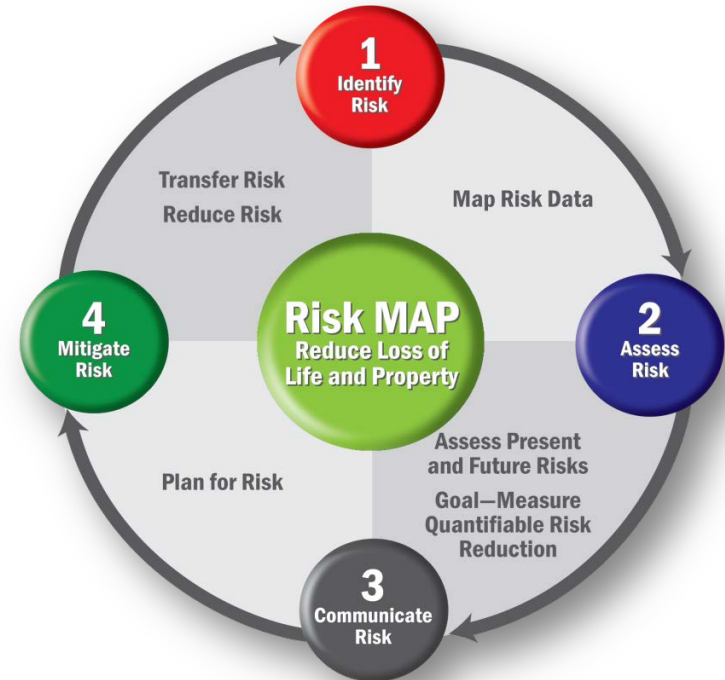 1
Identify
Risk
Map Risk Data
2
Assess
Risk
Assess Present
and Future Risks
Goal—Measure
Quantifiable Risk
Reduction
3
Communicate
Risk
Plan for Risk
4
Mitigate
Risk
Transfer Risk
Reduce Risk
Risk MAP
Reduce Loss of
Life and Property